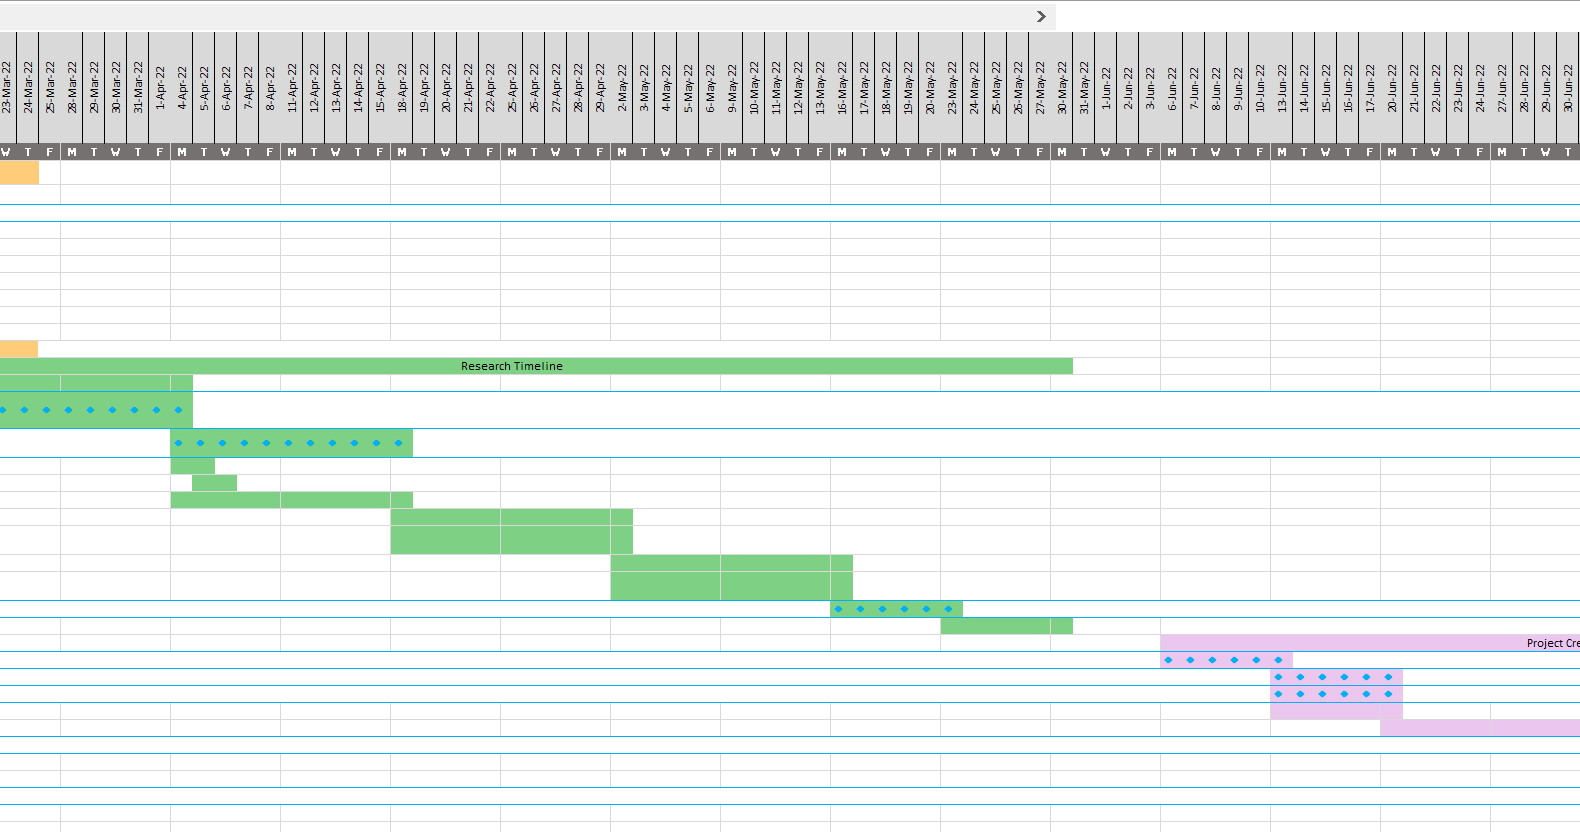 23-Mar-22 24-Mar-22 25-Mar-22 28-Mar-22 29-Mar-22 30-Mar-22 31-Mar-22 1-Apr-22 4-Apr-22 5-Apr-22 6-Apr-22 7-Apr-22 8-Apr-22 11-Apr-22 12-Apr-22 13-Apr-22 14-Apr-22 15-Apr-22 18-Apr-22 19-Apr-22 20-Apr-22 21-Apr-22 22-Apr-22 25-Apr-22 26-Apr-22 27-Apr-22 28-Apr-22 29-Apr-22 2-May-22 3-May-22 4-May-22 5-May-22 6-May-22 9-May-22 10-May-22 11-May-22 12-May-22 13-May-22 16-May-22 17-May-22 18-May-22 19-May-22 20-May-22 23-May-22 24-May-22 25-May-22 26-May-22 27-May-22 30-May-22 31-May-22 1-Jun-22 2-Jun-22 3-Jun-22 6-Jun-22 7-Jun-22 8-Jun-22 9-Jun-22 10-Jun-22 13-Jun-22 14-Jun-22 15-Jun-22 16-Jun-22 17-Jun-22 20-Jun-22 21-Jun-22 22-Jun-22 23-Jun-22 24-Jun-22 27-Jun-22 28-Jun-22 29-Jun-22 30-Jun-22
W T F M T W T F M T W T F M T W T F M T W T F M T W T F M T W T F M T W T F M T W T F M T W T F M T W T F M T W T F M T W T F M T W T F M T W T
Research Timeline
Project Cre